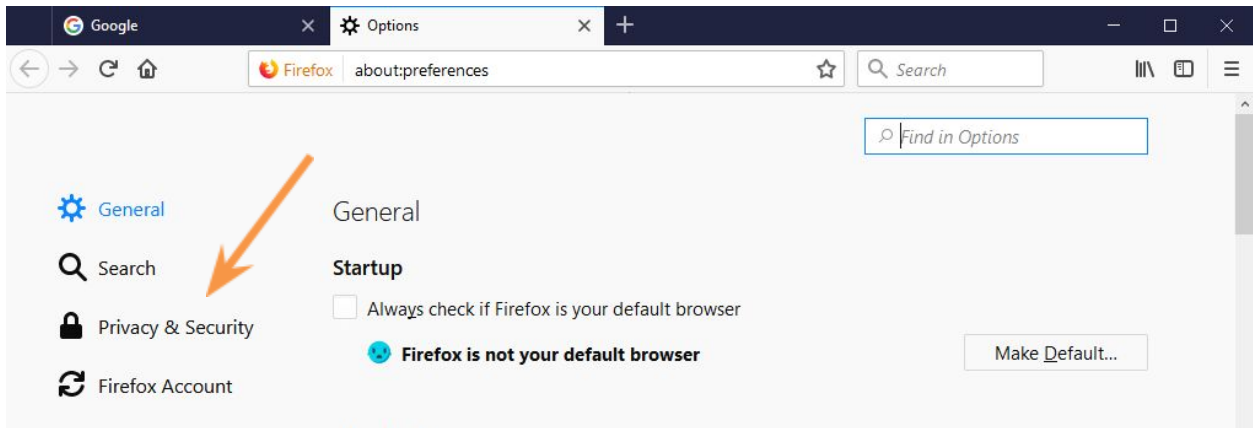 Google
Options
Firefox about:preferences
Search
Find in Options
General
General
Search
Startup
Always check if Firefox is your default browser
Privacy & Security
Firefox is not your default browser
Make Default...
Firefox Account